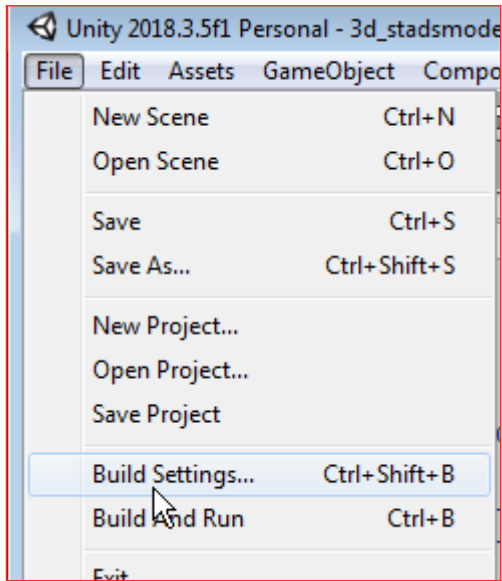 Unity 2018.3.5f1 Personal - 3d_stadsmode
File Edit Assets GameObject Compo
New Scene Ctrl+N
Open Scene Ctrl+O
Save Ctrl+S
Save As... Ctrl+Shift+S
New Project...
Open Project...
Save Project
Build Settings... Ctrl+Shift+B
Build And Run Ctrl+B
Exit